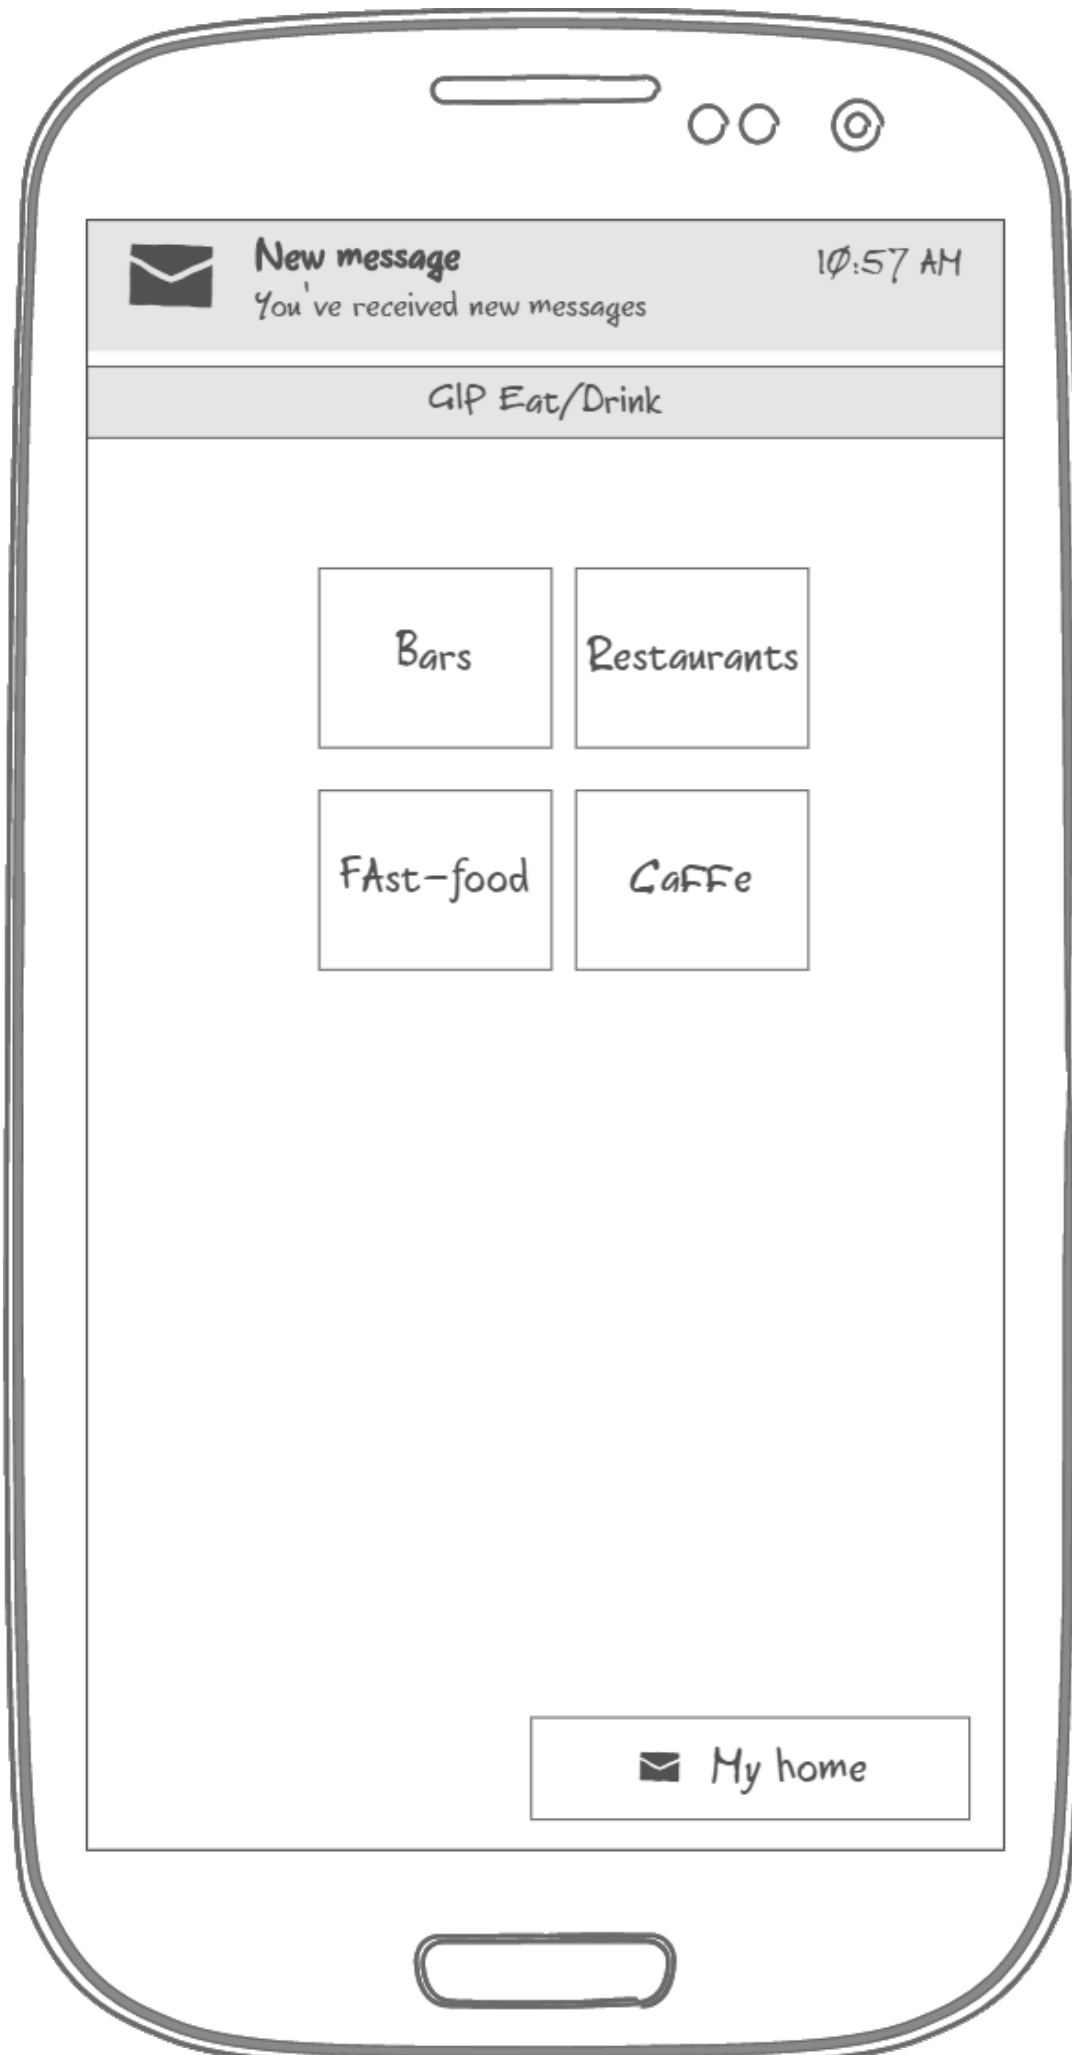 New message
10:57 AM
You've received new messages
GIP Eat/Drink
Bars
Restaurants
FAst-food
CaFFe
My home